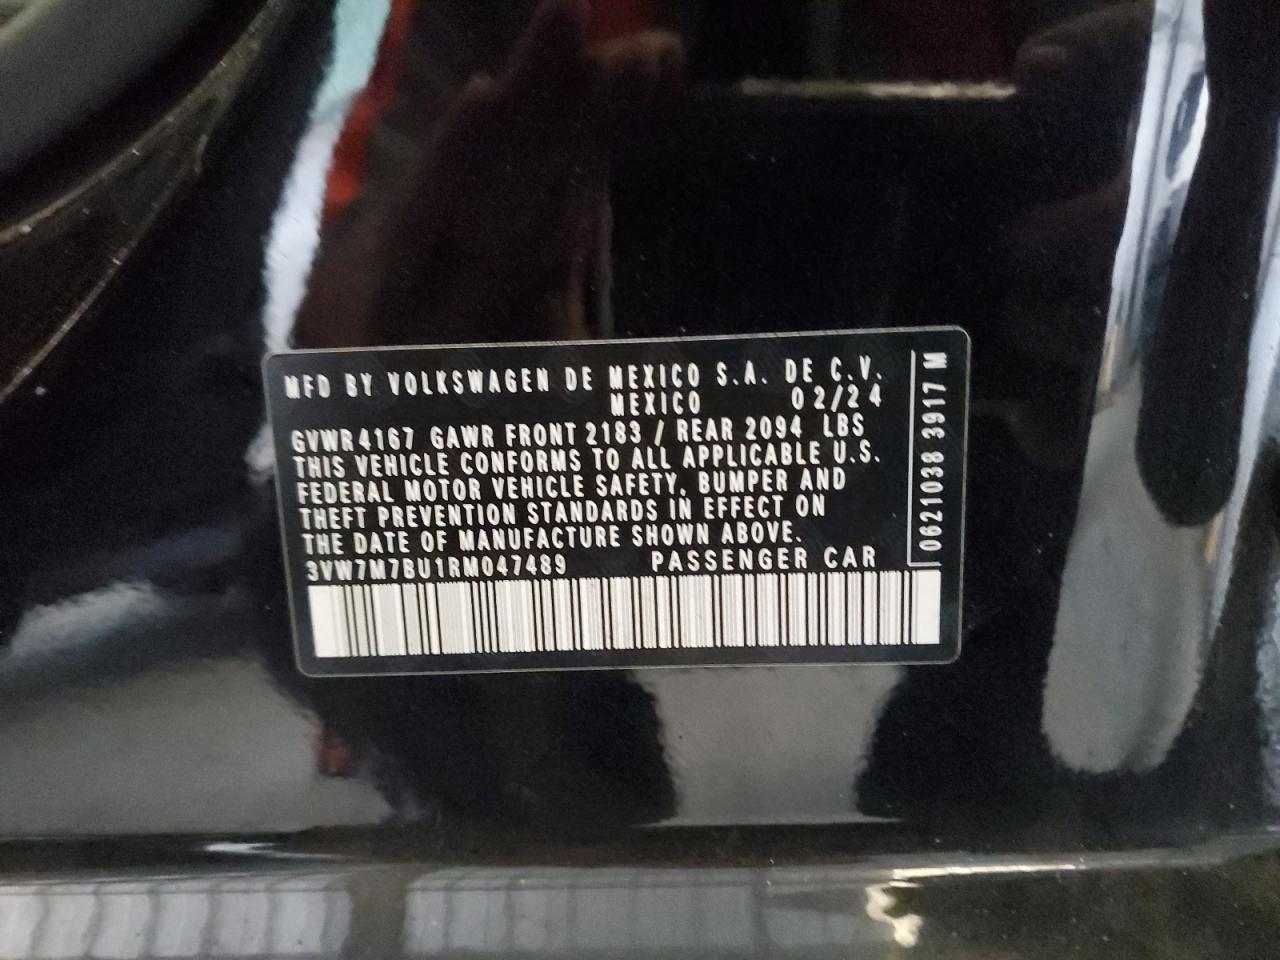 MFD BY VOLKSWAGEN DE MEXICO S.A. DE C.V.
MEXICO 02/24
GVWR 4167 GAWR FRONT 2183 / REAR 2094 LBS
THIS VEHICLE CONFORMS TO ALL APPLICABLE U.S.
FEDERAL MOTOR VEHICLE SAFETY, BUMPER AND
THEFT PREVENTION STANDARDS IN EFFECT ON
THE DATE OF MANUFACTURE SHOWN ABOVE.
3VW7M7BU1RM047489 PASSENGER CAR
0621038 3917 M